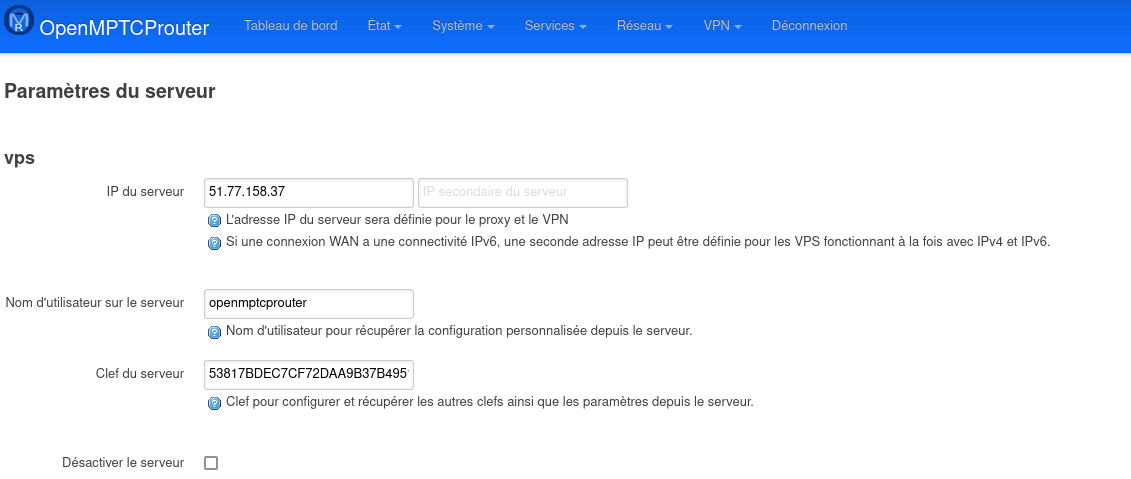 OpenMPTCProuter Tableau de bord État Système Services Réseau VPN Déconnexion
Paramètres du serveur
vps
IP du serveur 51.77.158.37 IP secondaire du serveur
L'adresse IP du serveur sera définie pour le proxy et le VPN
Si une connexion WAN a une connectivité IPv6, une seconde adresse IP peut être définie pour les VPS fonctionnant à la fois avec IPv4 et IPv6.
Nom d'utilisateur sur le serveur openmptcprouter
Nom d'utilisateur pour récupérer la configuration personnalisée depuis le serveur.
Clef du serveur 53817BDEC7CF72DAA9B37B495
Clef pour configurer et récupérer les autres clefs ainsi que les paramètres depuis le serveur.
Désactiver le serveur